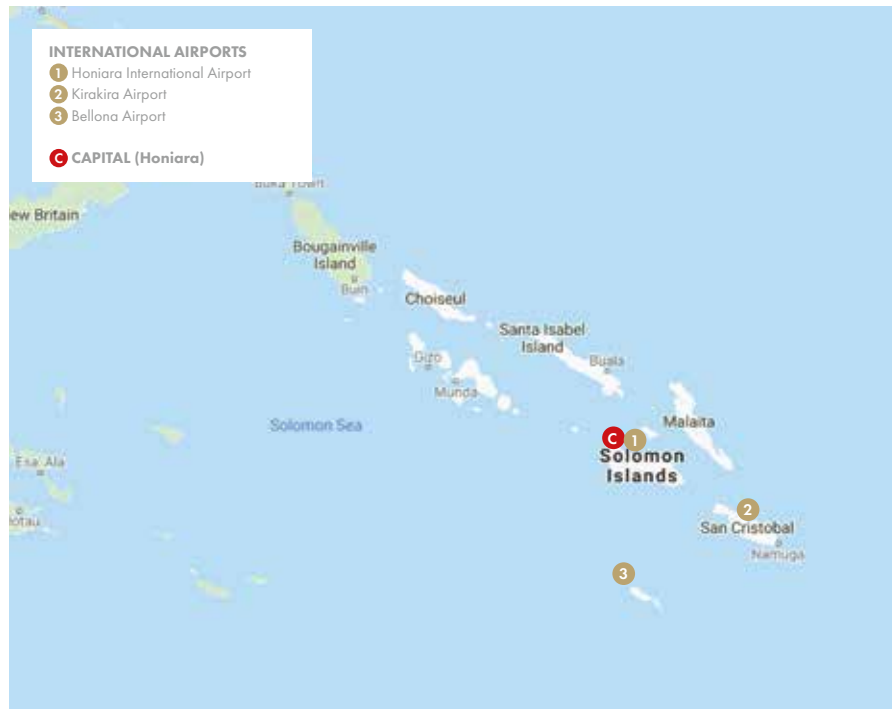 INTERNATIONAL AIRPORTS
1 Honiara International Airport
2 Kirakira Airport
3 Bellona Airport
C CAPITAL (Honiara)
Buka Town
ew Britain
Bougainville
Island
Buin
Choiseul
Santa Isabel
Island
Buala
Gizo
Munda
Malaita
Solomon Sea
C
1
Solomon
Islands
Esa Ala
2
otau
San Cristobal
Namuga
3